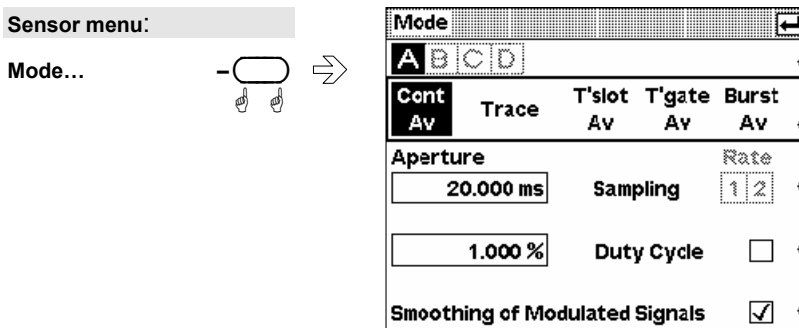 Sensor menu:
Mode…
Mode
A B C D
Cont Av
Trace
T'slot Av
T'gate Av
Burst Av
Aperture
Rate
20.000 ms
Sampling
1 2
1.000 %
Duty Cycle
Smoothing of Modulated Signals